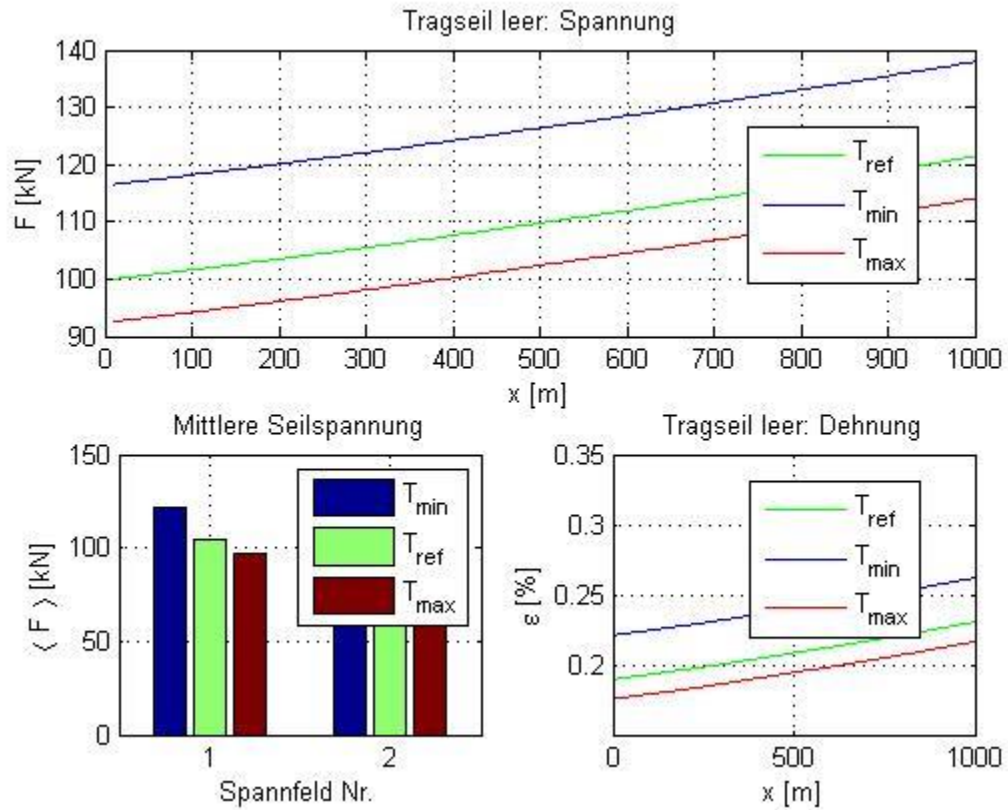 Tragseil leer: Spannung
140
130
120
110
100
90
F [kN]
T_ref
T_min
T_max
0 100 200 300 400 500 600 700 800 900 1000
x [m]
Mittlere Seilspannung
150
100
50
0
⟨ F ⟩ [kN]
T_min
T_ref
T_max
1 2
Spannfeld Nr.
Tragseil leer: Dehnung
0.35
0.3
0.25
0.2
ε [%]
T_ref
T_min
T_max
0 500 1000
x [m]